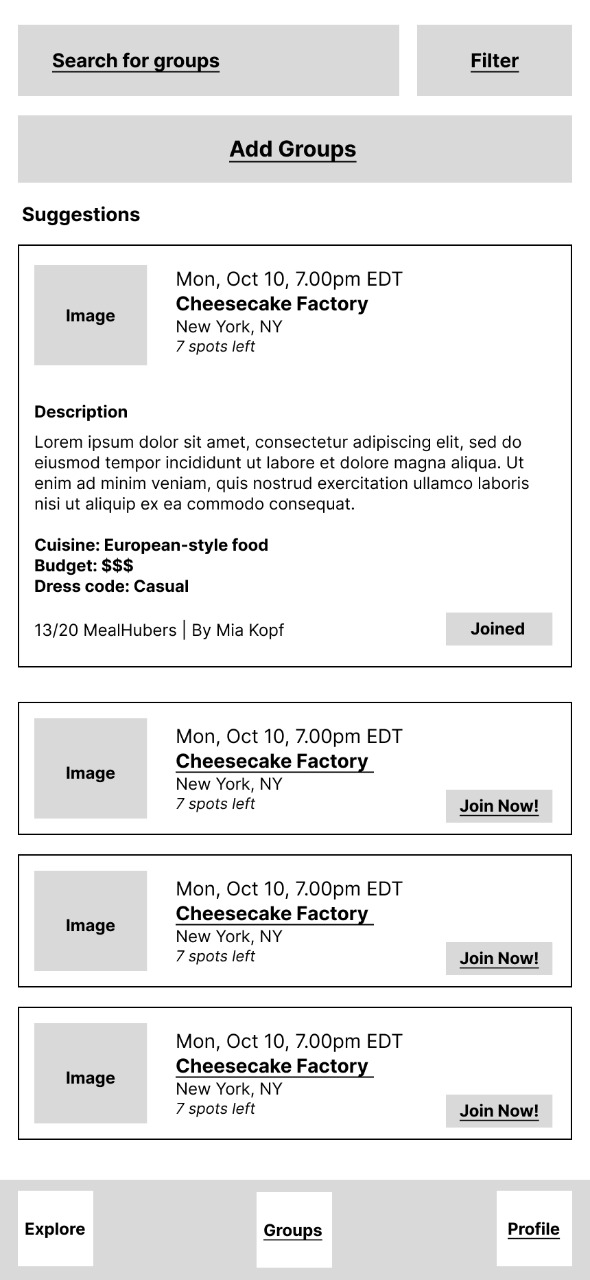 Search for groups
Filter
Add Groups
Suggestions
Image
Mon, Oct 10, 7.00pm EDT
Cheesecake Factory
New York, NY
7 spots left
Description
Lorem ipsum dolor sit amet, consectetur adipiscing elit, sed do
eiusmod tempor incididunt ut labore et dolore magna aliqua. Ut
enim ad minim veniam, quis nostrud exercitation ullamco laboris
nisi ut aliquip ex ea commodo consequat.
Cuisine: European-style food
Budget: $$$
Dress code: Casual
13/20 MealHubers | By Mia Kopf
Joined
Image
Mon, Oct 10, 7.00pm EDT
Cheesecake Factory
New York, NY
7 spots left
Join Now!
Image
Mon, Oct 10, 7.00pm EDT
Cheesecake Factory
New York, NY
7 spots left
Join Now!
Image
Mon, Oct 10, 7.00pm EDT
Cheesecake Factory
New York, NY
7 spots left
Join Now!
Explore
Groups
Profile